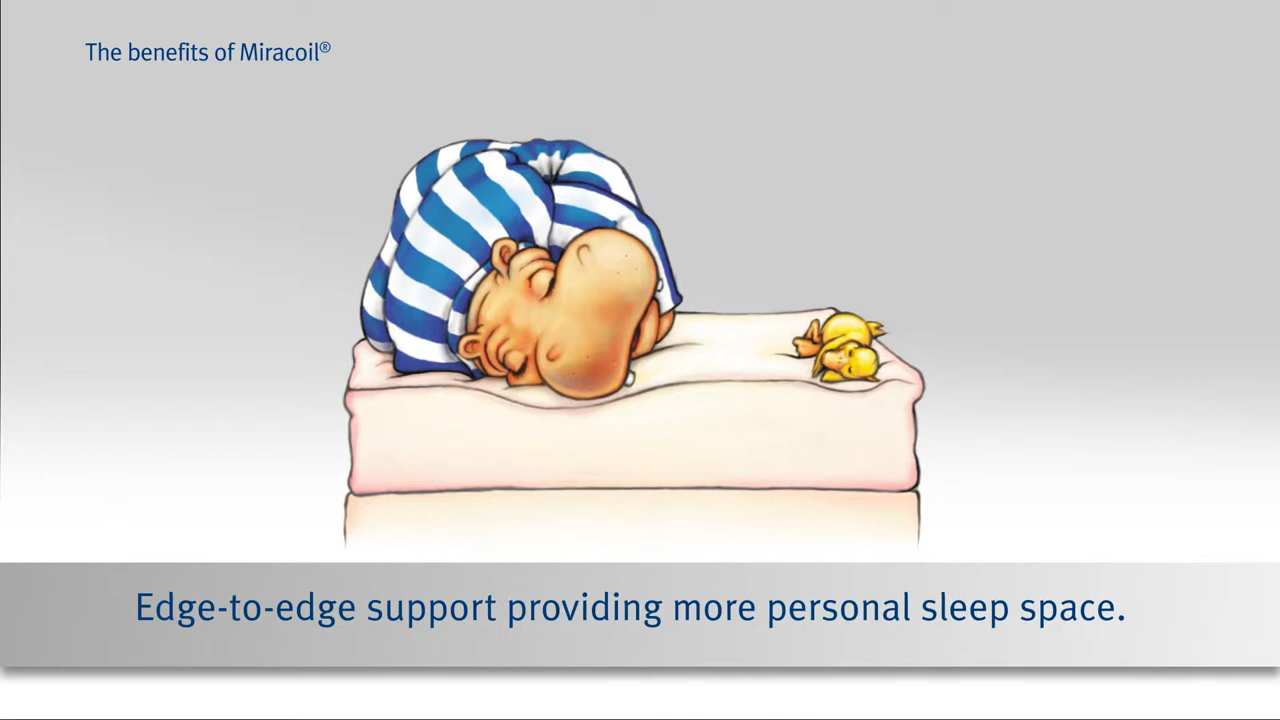 The benefits of Miracoil®
Edge-to-edge support providing more personal sleep space.